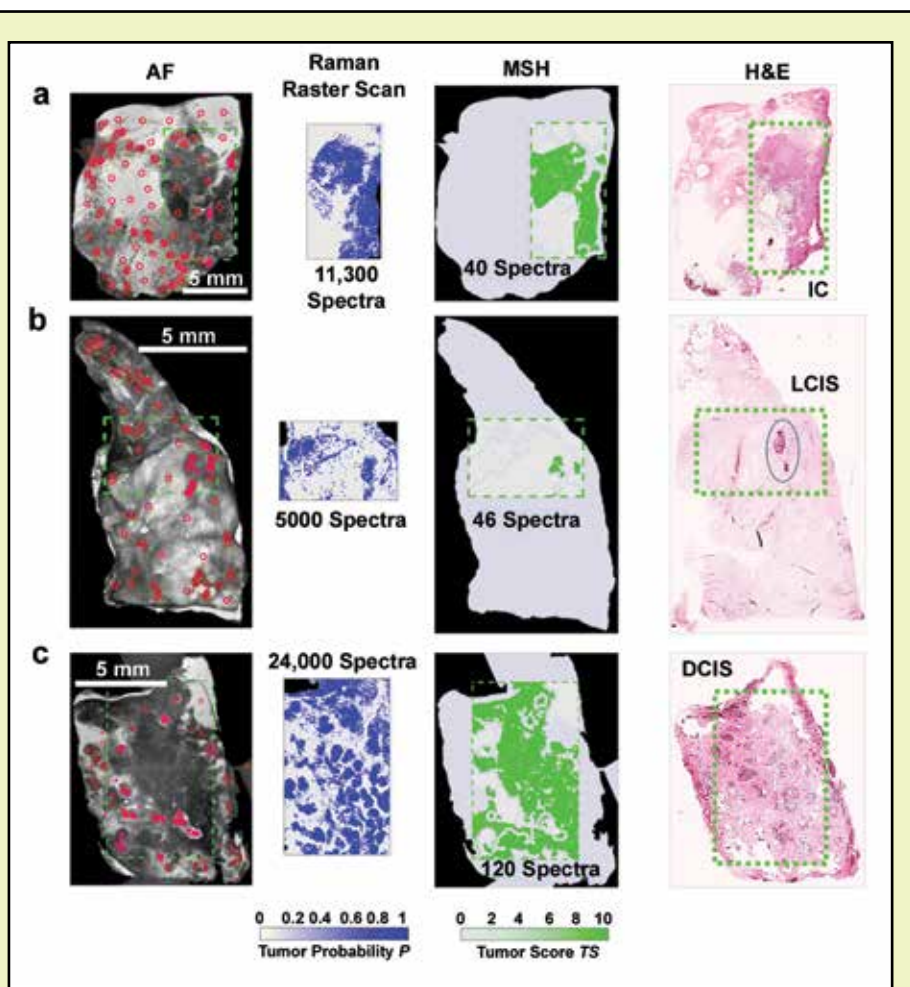 AF
Raman
Raster Scan
MSH
H&E
a
5 mm
11,300
Spectra
40 Spectra
IC
b
5 mm
5000 Spectra
46 Spectra
LCIS
c
5 mm
24,000 Spectra
120 Spectra
DCIS
0 0.2 0.4 0.6 0.8 1
Tumor Probability P
0 2 4 6 8 10
Tumor Score TS